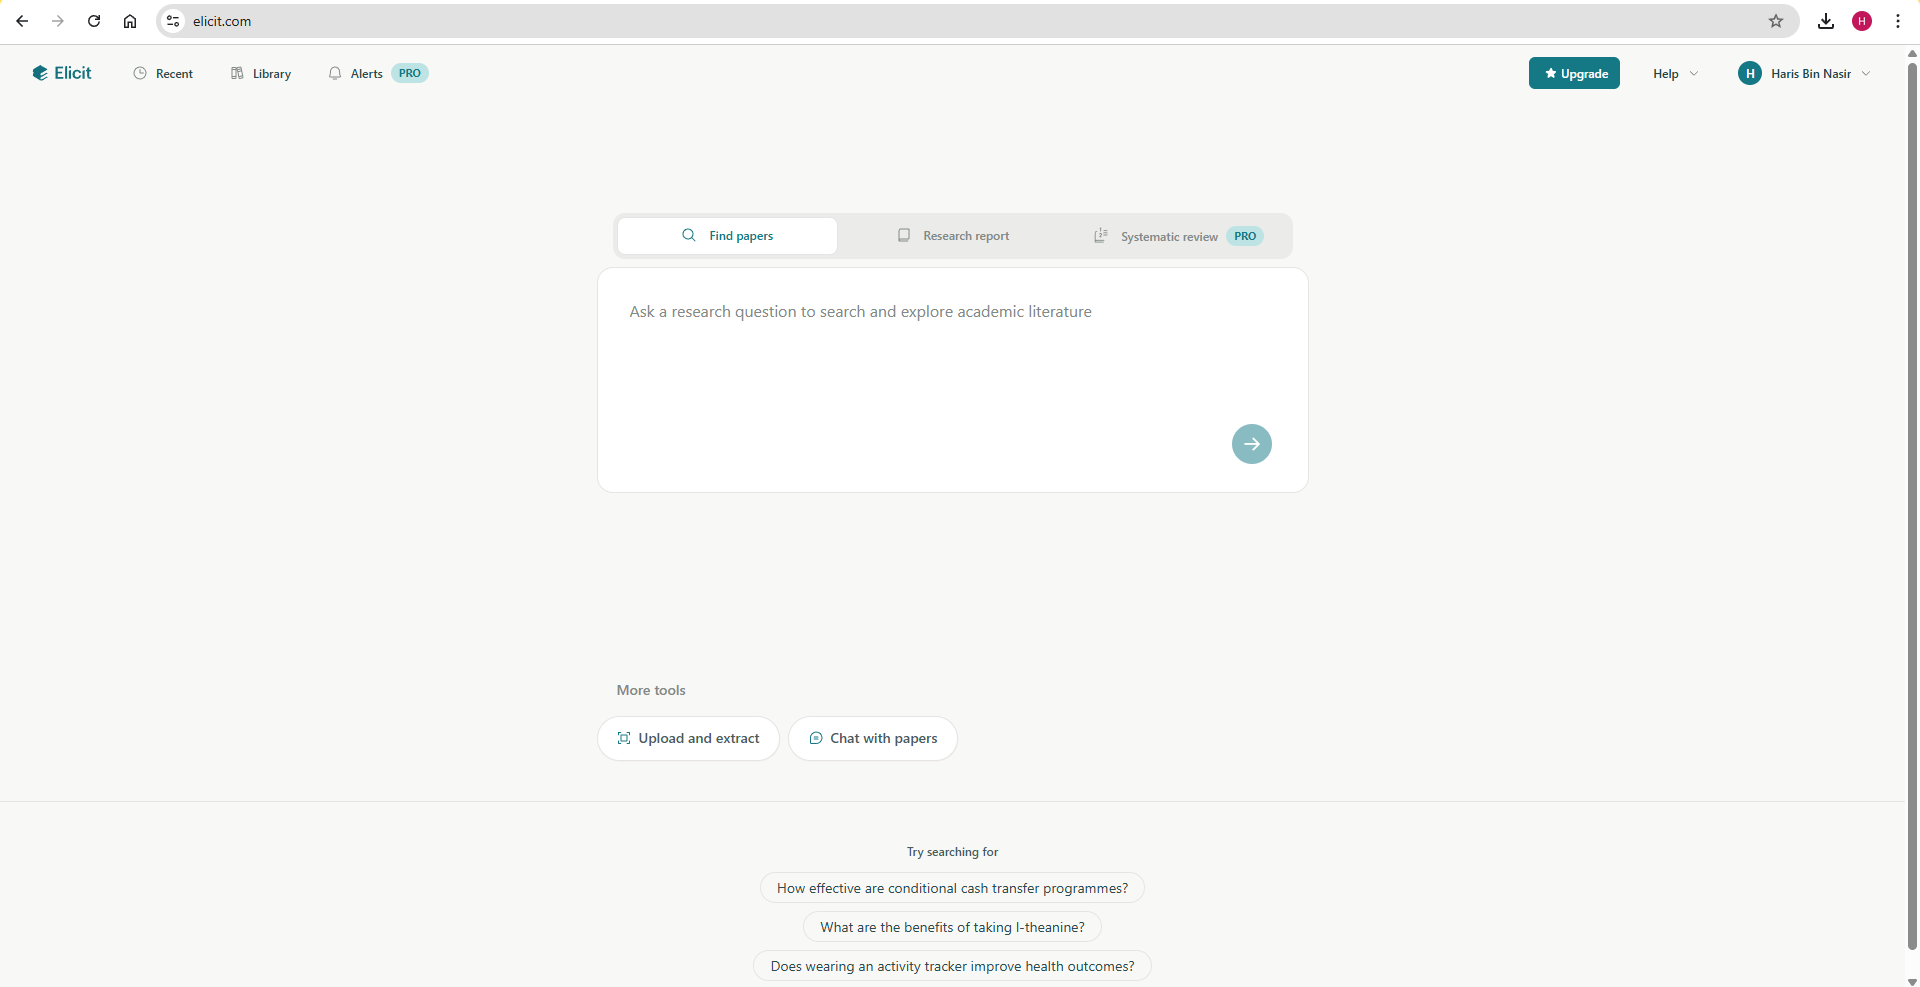 elicit.com
H
Elicit
Recent
Library
Alerts PRO
Upgrade
Help
H Haris Bin Nasir
Find papers
Research report
Systematic review PRO
Ask a research question to search and explore academic literature
More tools
Upload and extract
Chat with papers
Try searching for
How effective are conditional cash transfer programmes?
What are the benefits of taking l-theanine?
Does wearing an activity tracker improve health outcomes?